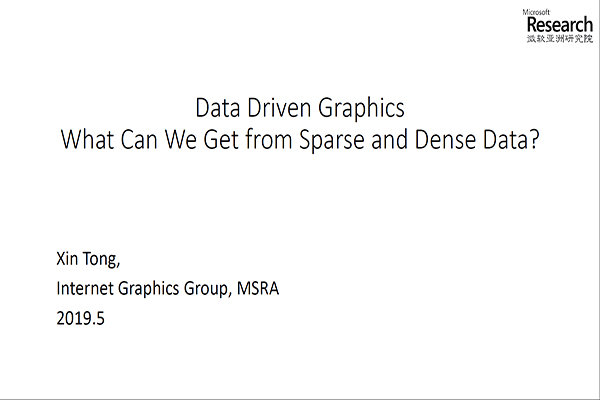 Microsoft
Research
微软亚洲研究院
Data Driven Graphics
What Can We Get from Sparse and Dense Data?
Xin Tong,
Internet Graphics Group, MSRA
2019.5